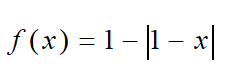 f(x) = 1 − |1 − x|